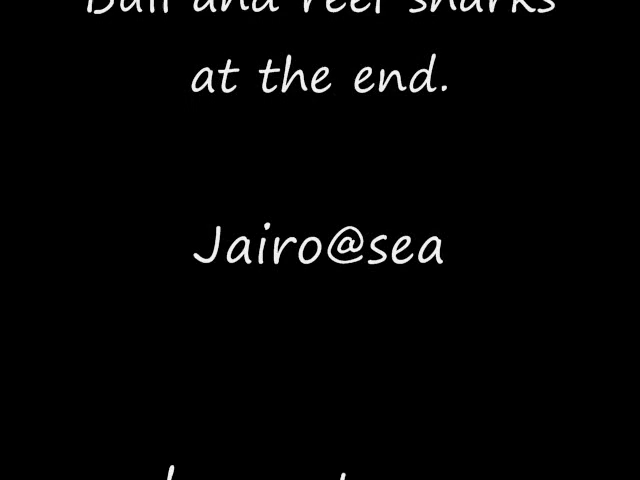 Bull and reef sharks
at the end.
Jairo@sea